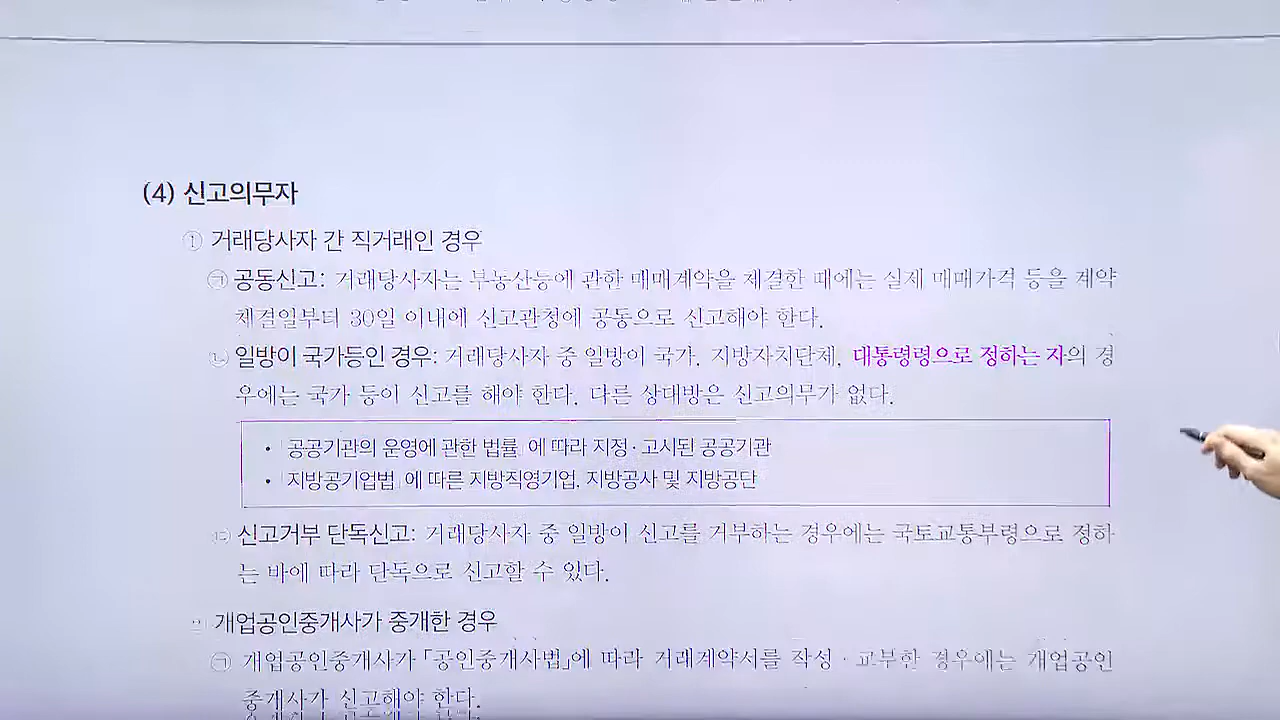 (4) 신고의무자
① 거래당사자 간 직거래인 경우
㉠ 공동신고: 거래당사자는 부동산등에 관한 매매계약을 체결한 때에는 실제 매매가격 등을 계약
체결일부터 30일 이내에 신고관청에 공동으로 신고해야 한다.
㉡ 일방이 국가등인 경우: 거래당사자 중 일방이 국가, 지방자치단체, 대통령령으로 정하는 자의 경
우에는 국가 등이 신고를 해야 한다. 다른 상대방은 신고의무가 없다.
• 「공공기관의 운영에 관한 법률」에 따라 지정·고시된 공공기관
• 「지방공기업법」에 따른 지방직영기업, 지방공사 및 지방공단
㉢ 신고거부 단독신고: 거래당사자 중 일방이 신고를 거부하는 경우에는 국토교통부령으로 정하
는 바에 따라 단독으로 신고할 수 있다.
개업공인중개사가 중개한 경우
㉠ 개업공인중개사가 「공인중개사법」에 따라 거래계약서를 작성·교부한 경우에는 개업공인
중개사가 신고해야 한다.